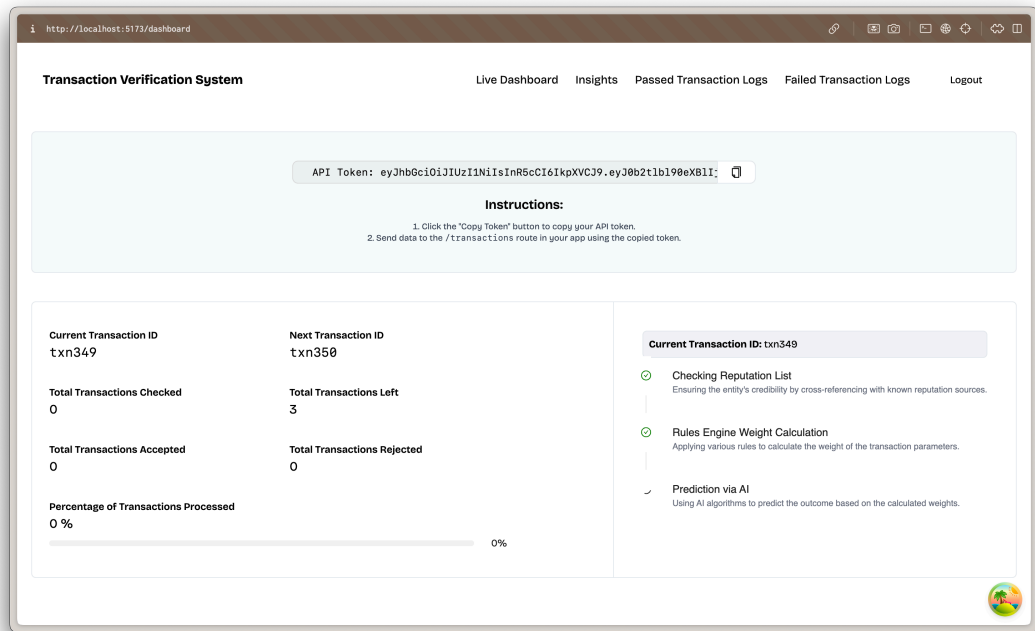 http://localhost:5173/dashboard
Transaction Verification System
Live Dashboard Insights Passed Transaction Logs Failed Transaction Logs Logout
API Token: eyJhbGciOiJIUzI1NiIsInR5cCI6IkpXVCJ9.eyJ0b2tlbl90eXBlIj
Instructions:
1. Click the "Copy Token" button to copy your API token.
2. Send data to the /transactions route in your app using the copied token.
Current Transaction ID
txn349
Next Transaction ID
txn350
Total Transactions Checked
0
Total Transactions Left
3
Total Transactions Accepted
0
Total Transactions Rejected
0
Percentage of Transactions Processed
0 %
0%
Current Transaction ID: txn349
Checking Reputation List
Ensuring the entity's credibility by cross-referencing with known reputation sources.
Rules Engine Weight Calculation
Applying various rules to calculate the weight of the transaction parameters.
Prediction via AI
Using AI algorithms to predict the outcome based on the calculated weights.